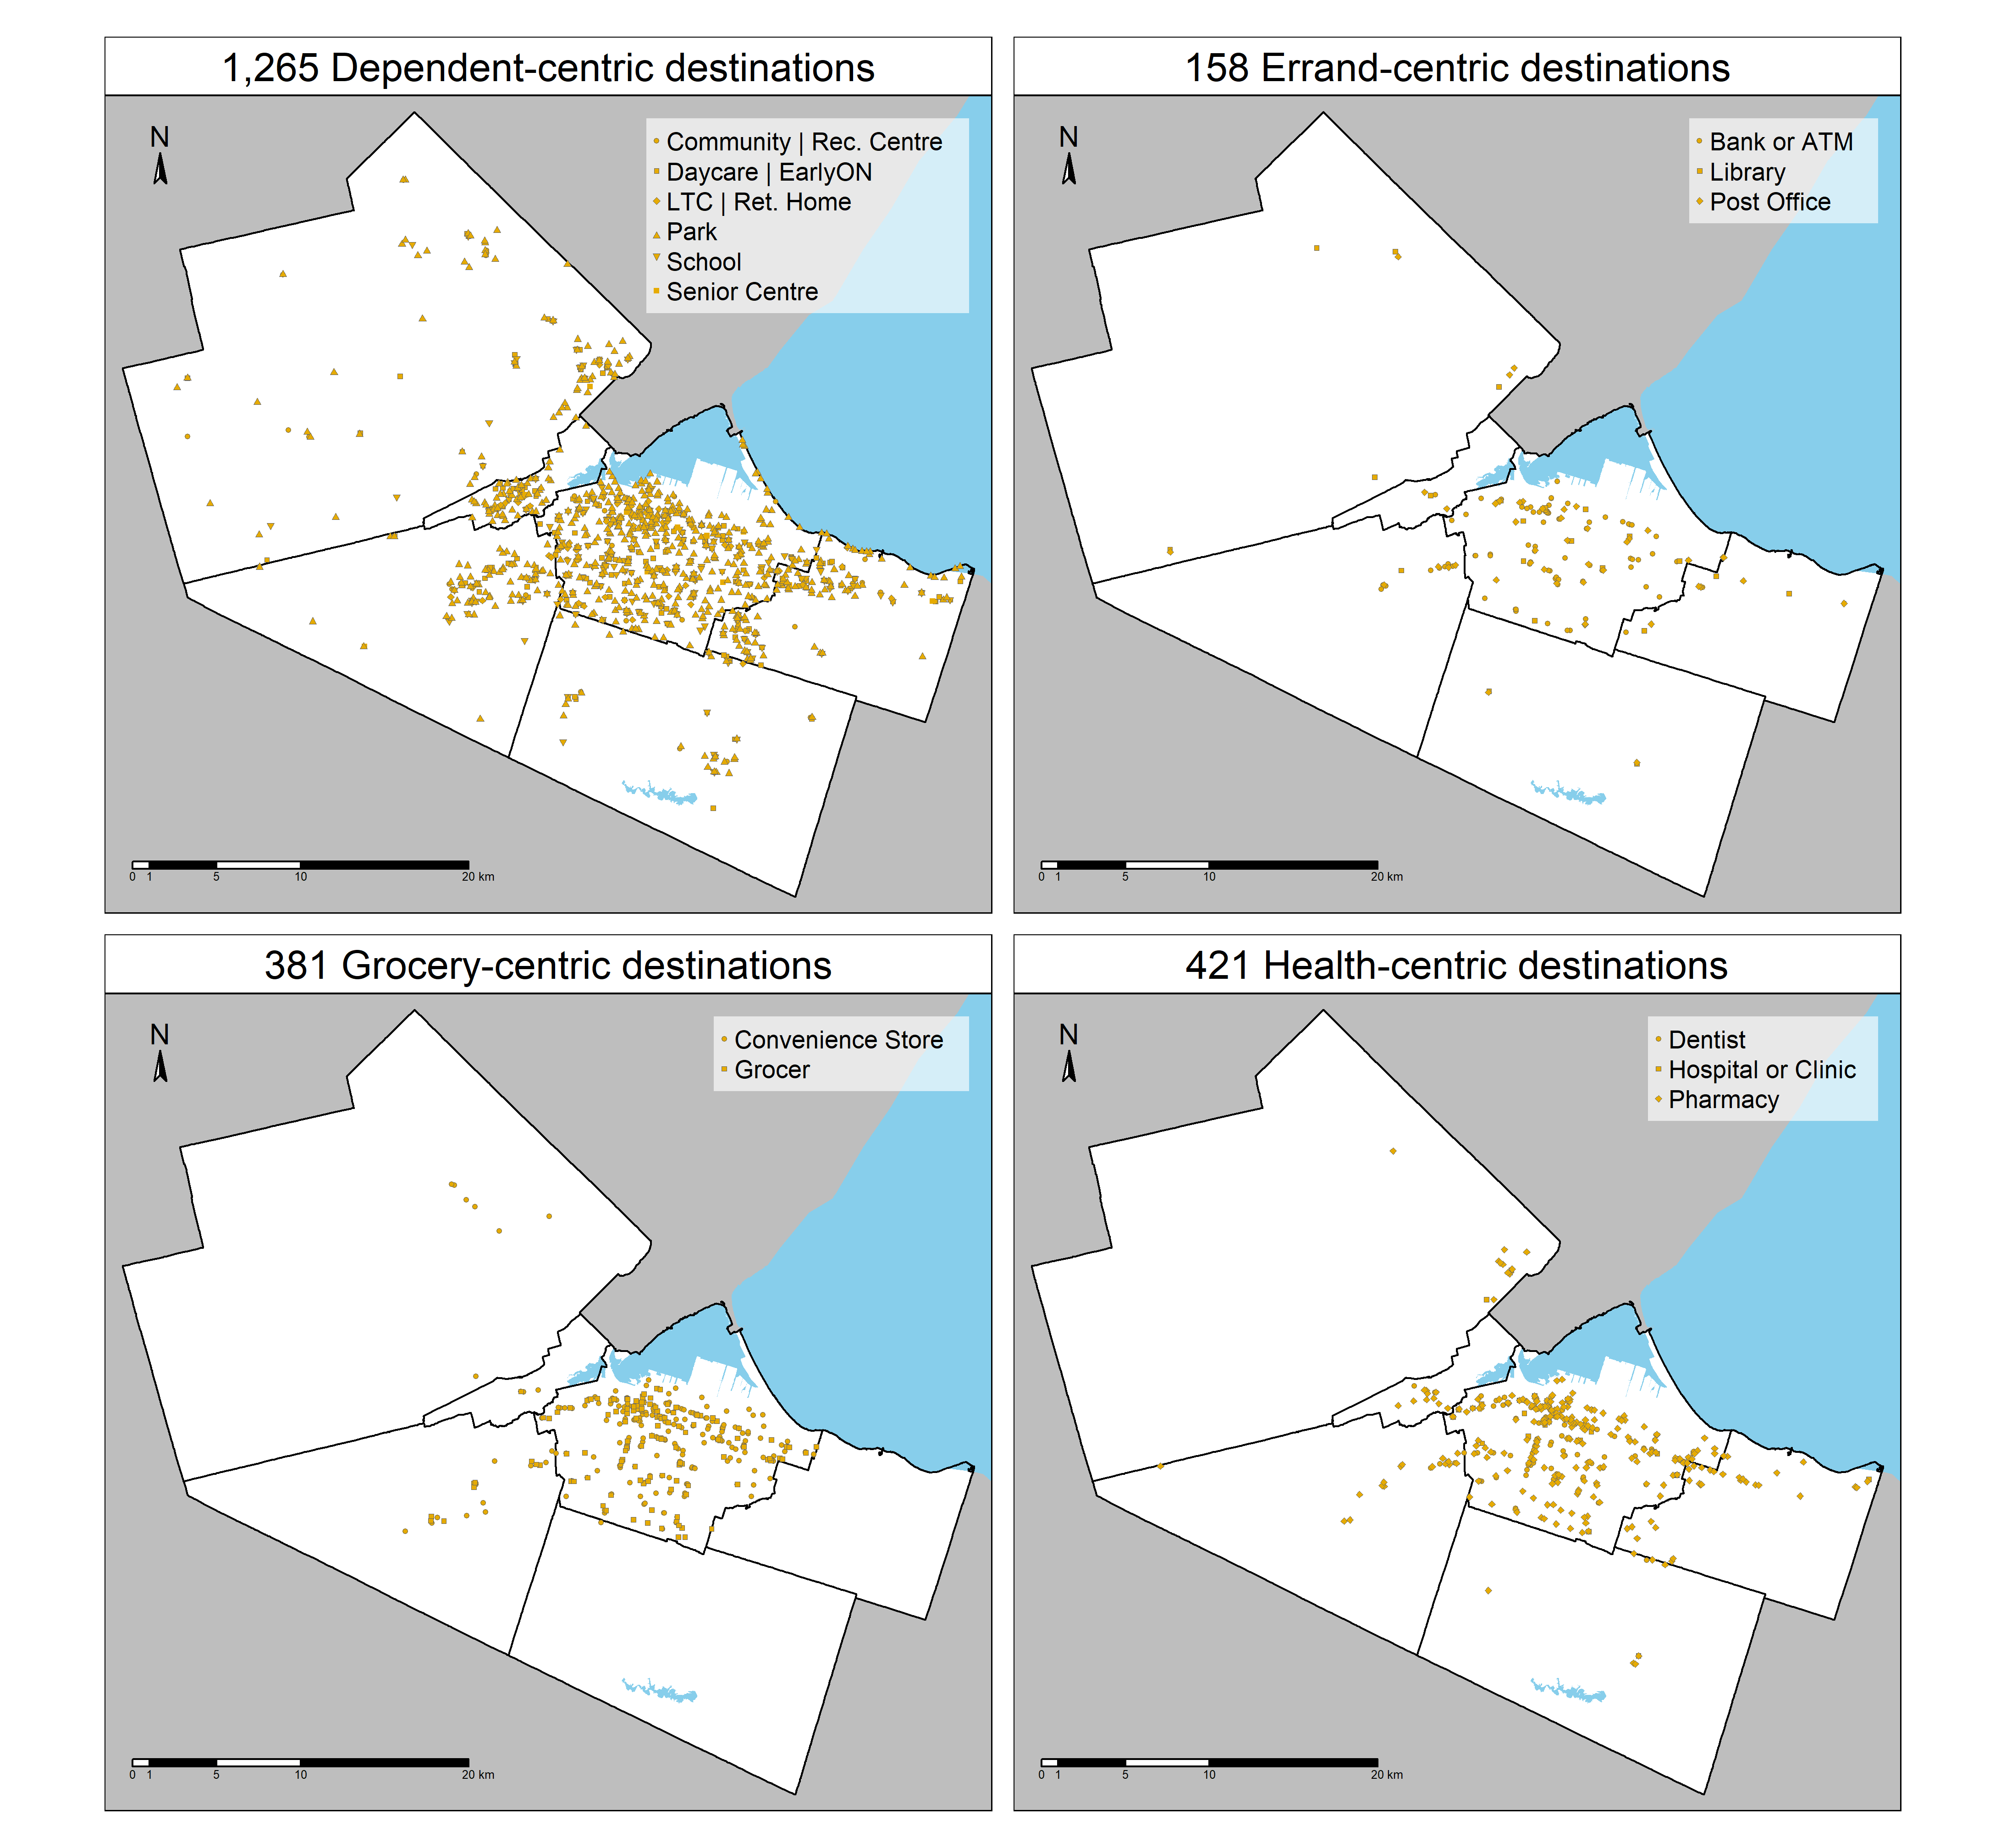 1,265 Dependent-centric destinations
N
Community | Rec. Centre
Daycare | EarlyON
LTC | Ret. Home
Park
School
Senior Centre
0 1 5 10 20 km
158 Errand-centric destinations
N
Bank or ATM
Library
Post Office
0 1 5 10 20 km
381 Grocery-centric destinations
N
Convenience Store
Grocer
0 1 5 10 20 km
421 Health-centric destinations
N
Dentist
Hospital or Clinic
Pharmacy
0 1 5 10 20 km